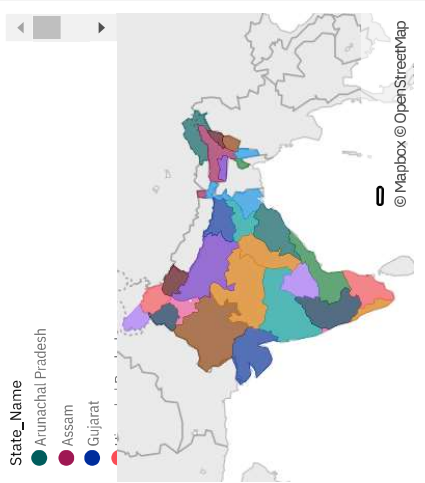 State_Name
Arunachal Pradesh
Assam
Gujarat
© Mapbox © OpenStreetMap